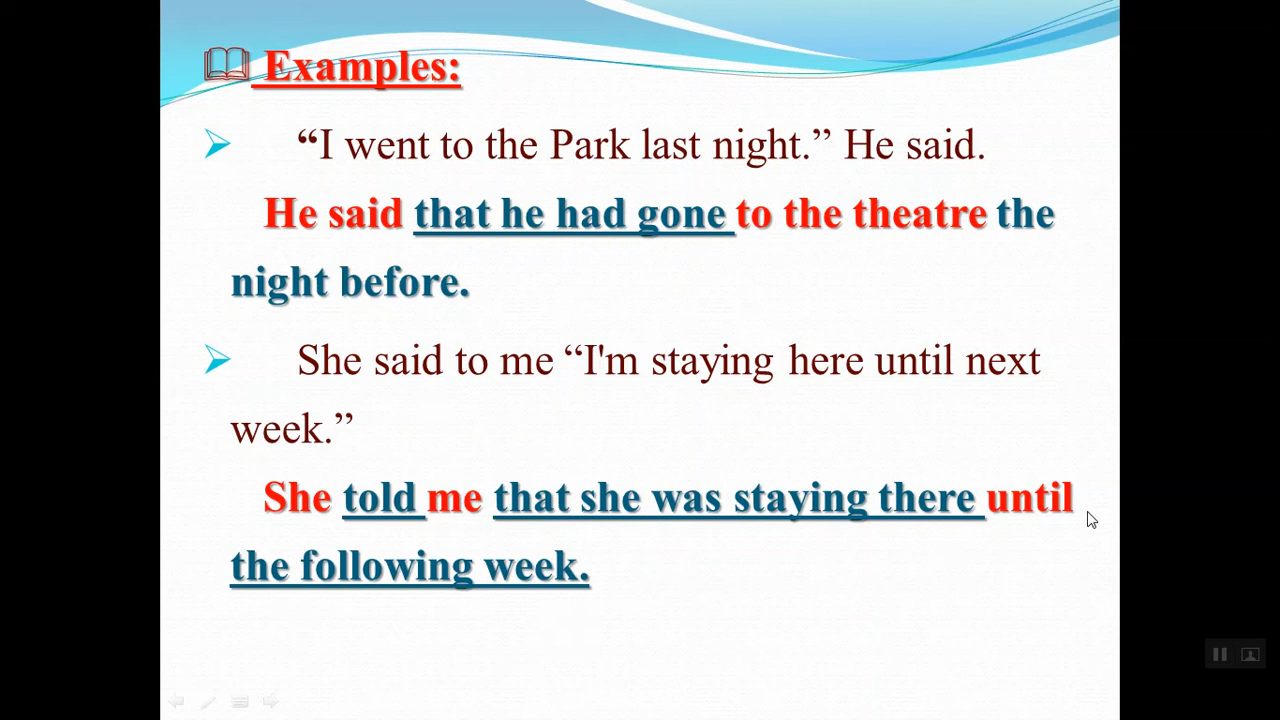 Examples:
“I went to the Park last night.” He said.
He said that he had gone to the theatre the
night before.
She said to me “I'm staying here until next
week.”
She told me that she was staying there until
the following week.